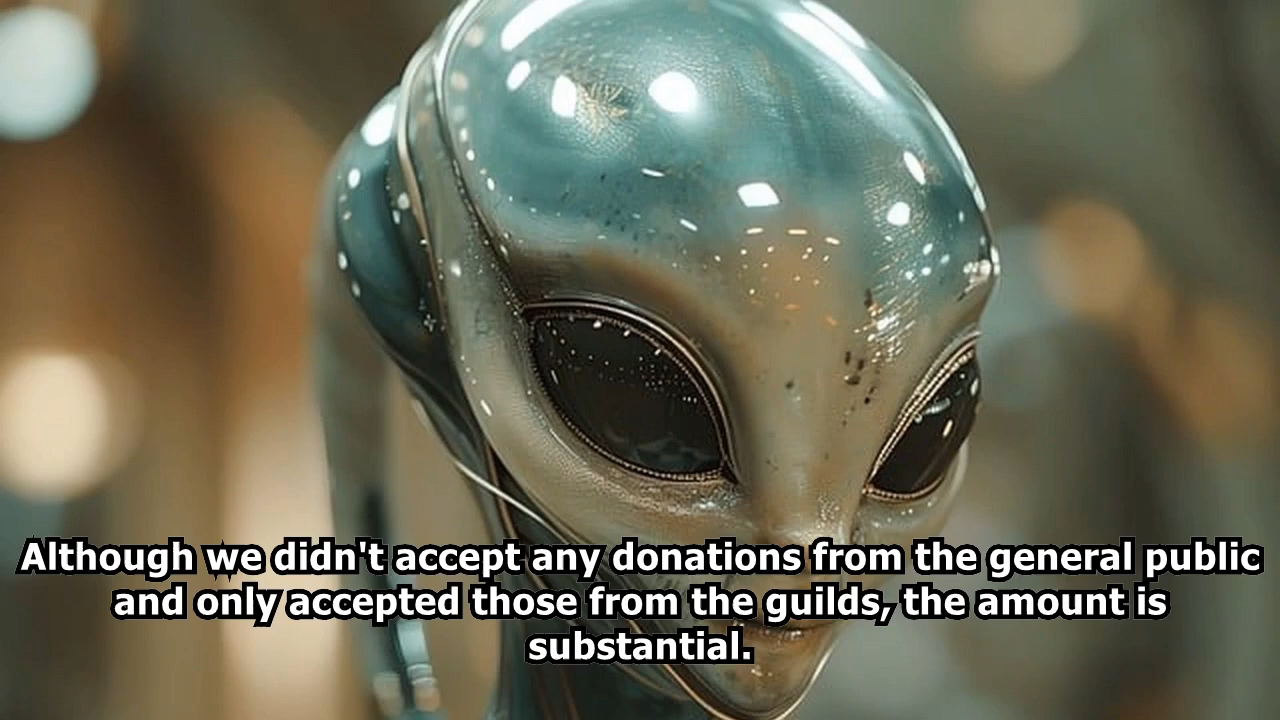 Although we didn't accept any donations from the general public
and only accepted those from the guilds, the amount is
substantial.